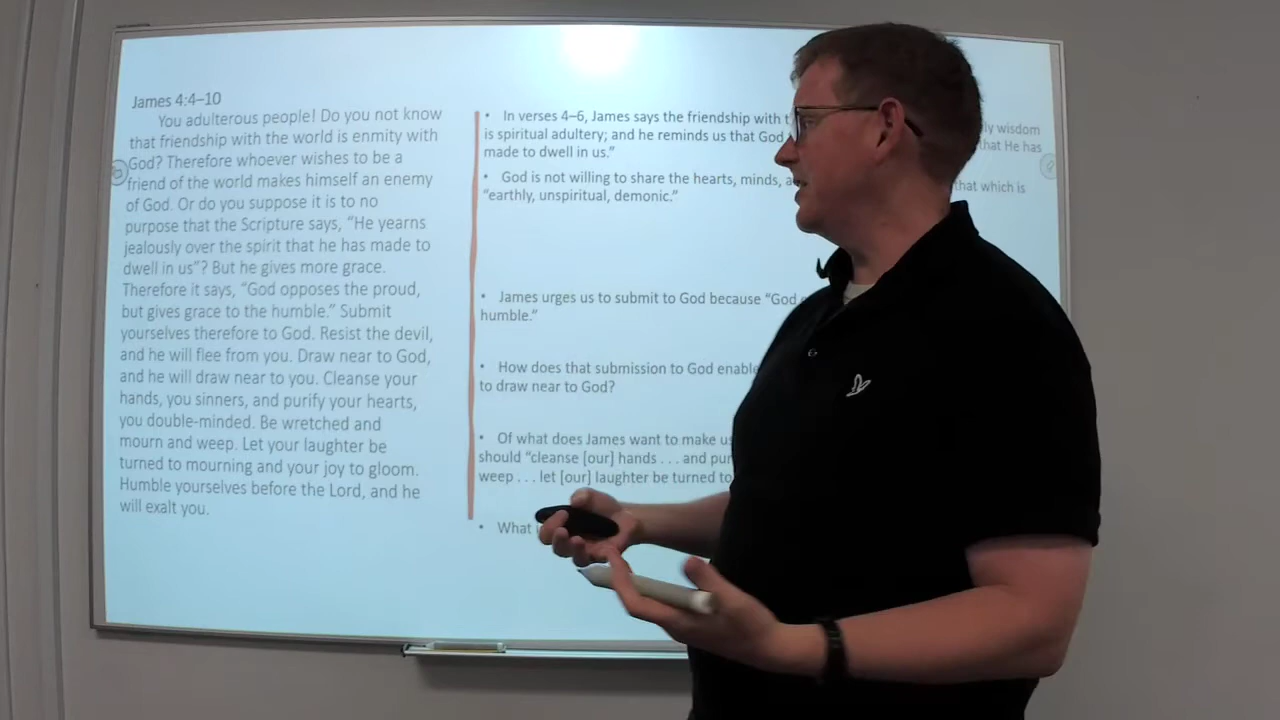 James 4:4–10
You adulterous people! Do you not know
that friendship with the world is enmity with
God? Therefore whoever wishes to be a
friend of the world makes himself an enemy
of God. Or do you suppose it is to no
purpose that the Scripture says, “He yearns
jealously over the spirit that he has made to
dwell in us”? But he gives more grace.
Therefore it says, “God opposes the proud,
but gives grace to the humble.” Submit
yourselves therefore to God. Resist the devil,
and he will flee from you. Draw near to God,
and he will draw near to you. Cleanse your
hands, you sinners, and purify your hearts,
you double-minded. Be wretched and
mourn and weep. Let your laughter be
turned to mourning and your joy to gloom.
Humble yourselves before the Lord, and he
will exalt you.
• In verses 4–6, James says the friendship with wisdom
is spiritual adultery; and he reminds us that God that He has
made to dwell in us.”
• God is not willing to share the hearts, minds, that which is
“earthly, unspiritual, demonic.”
• James urges us to submit to God because “God
humble.”
• How does that submission to God
to draw near to God?
• Of what does James want to make
should “cleanse [our] hands . . . and
weep . . . let [our] laughter be turned to
• What